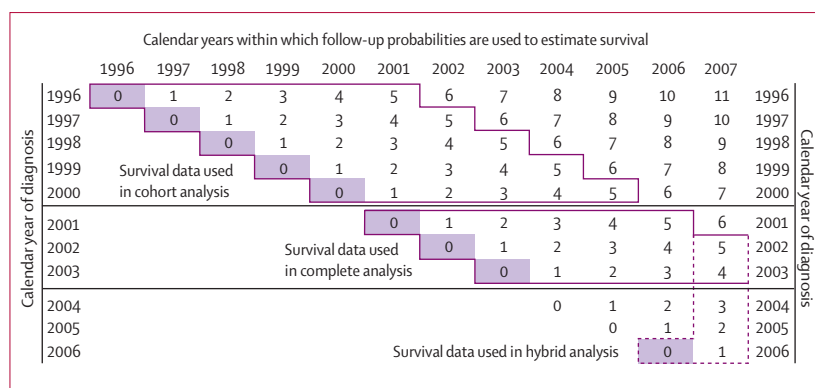 Calendar years within which follow-up probabilities are used to estimate survival
1996 1997 1998 1999 2000 2001 2002 2003 2004 2005 2006 2007
Calendar year of diagnosis
1996 0 1 2 3 4 5 6 7 8 9 10 11 1996
1997 0 1 2 3 4 5 6 7 8 9 10 1997
1998 0 1 2 3 4 5 6 7 8 9 1998
1999 Survival data used 0 1 2 3 4 5 6 7 8 1999
2000 in cohort analysis 0 1 2 3 4 5 6 7 2000
2001 0 1 2 3 4 5 6 2001
2002 Survival data used 0 1 2 3 4 5 2002
2003 in complete analysis 0 1 2 3 4 2003
2004 0 1 2 3 2004
2005 0 1 2 2005
2006 Survival data used in hybrid analysis 0 1 2006
Calendar year of diagnosis